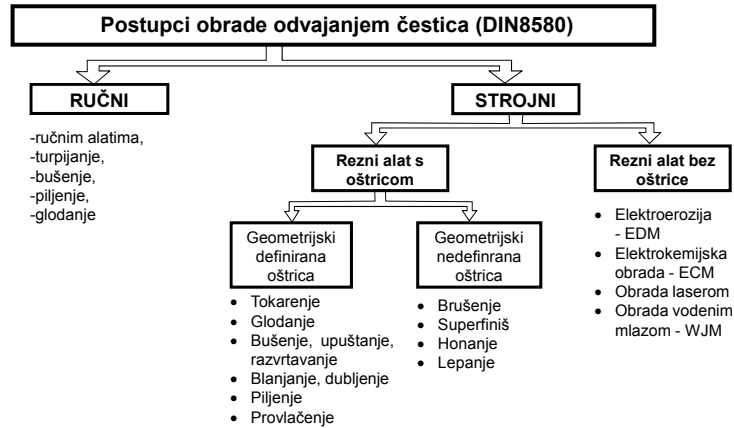 Postupci obrade odvajanjem čestica (DIN8580)
RUČNI
-ručnim alatima,
-turpijanje,
-bušenje,
-piljenje,
-glodanje
STROJNI
Rezni alat s
oštricom
Geometrijski
definirana
oštrica
• Tokarenje
• Glodanje
• Bušenje, upuštanje,
razvrtavanje
• Blanjanje, dubljenje
• Piljenje
• Provlačenje
Geometrijski
nedefinrana
oštrica
• Brušenje
• Superfiniš
• Honanje
• Lepanje
Rezni alat bez
oštrice
• Elektroerozija
- EDM
• Elektrokemijska
obrada - ECM
• Obrada laserom
• Obrada vodenim
mlazom - WJM